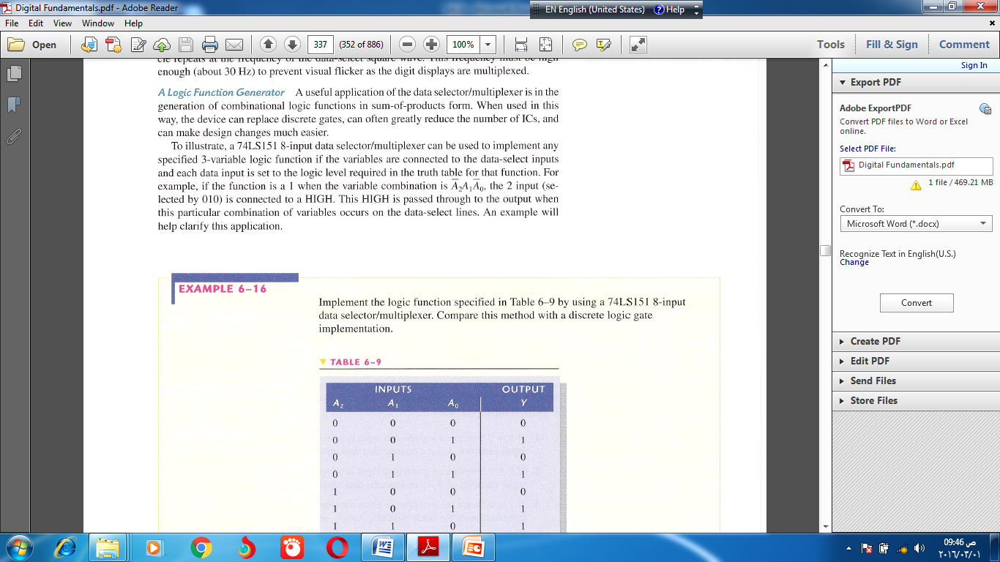 Digital Fundamentals.pdf - Adobe Reader
EN English (United States) Help
File Edit View Window Help
Open 337 (352 of 886) 100% Tools Fill & Sign Comment
cle repeats at the frequency of the data-select square wave. This frequency must be high
enough (about 30 Hz) to prevent visual flicker as the digit displays are multiplexed.
A Logic Function Generator A useful application of the data selector/multiplexer is in the
generation of combinational logic functions in sum-of-products form. When used in this
way, the device can replace discrete gates, can often greatly reduce the number of ICs, and
can make design changes much easier.
To illustrate, a 74LS151 8-input data selector/multiplexer can be used to implement any
specified 3-variable logic function if the variables are connected to the data-select inputs
and each data input is set to the logic level required in the truth table for that function. For
example, if the function is a 1 when the variable combination is A̅₂A₁A̅₀, the 2 input (se-
lected by 010) is connected to a HIGH. This HIGH is passed through to the output when
this particular combination of variables occurs on the data-select lines. An example will
help clarify this application.
EXAMPLE 6–16
Implement the logic function specified in Table 6–9 by using a 74LS151 8-input
data selector/multiplexer. Compare this method with a discrete logic gate
implementation.
TABLE 6–9
INPUTS OUTPUT
A₂ A₁ A₀ Y
0 0 0 0
0 0 1 1
0 1 0 0
0 1 1 1
1 0 0 0
1 0 1 1
1 1 0 1
Sign In
Export PDF
Adobe ExportPDF
Convert PDF files to Word or Excel
online.
Select PDF File:
Digital Fundamentals.pdf
1 file / 469.21 MB
Convert To:
Microsoft Word (*.docx)
Recognize Text in English(U.S.)
Change
Convert
Create PDF
Edit PDF
Send Files
Store Files
09:46 ص
٢٠١٦/٠٣/٠١